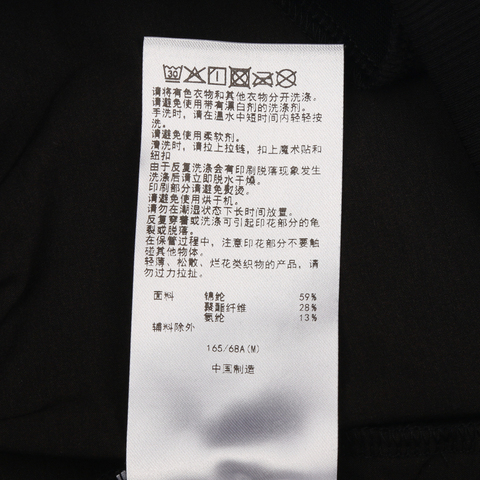 30
请将有色衣物和其他衣物分开洗涤。
请避免使用带有漂白剂的洗涤剂。
手洗时，请在温水中短时间内轻轻按
洗。
请避免使用柔软剂。
清洗时，请拉上拉链，扣上魔术贴和
纽扣
由于反复洗涤会有印刷脱落现象发生
洗涤后请立即脱水干燥。
印刷部分请避免熨烫。
请避免使用烘干机。
请勿在潮湿状态下长时间放置。
反复穿着或洗涤可引起印花部分的龟
裂或脱落。
在保管过程中，注意印花部分不要触
碰其他物体。
轻薄、松散、烂花类织物的产品，请
勿过力拉扯。
面料 锦纶 59%
聚酯纤维 28%
氨纶 13%
辅料除外
165/68A(M)
中国制造